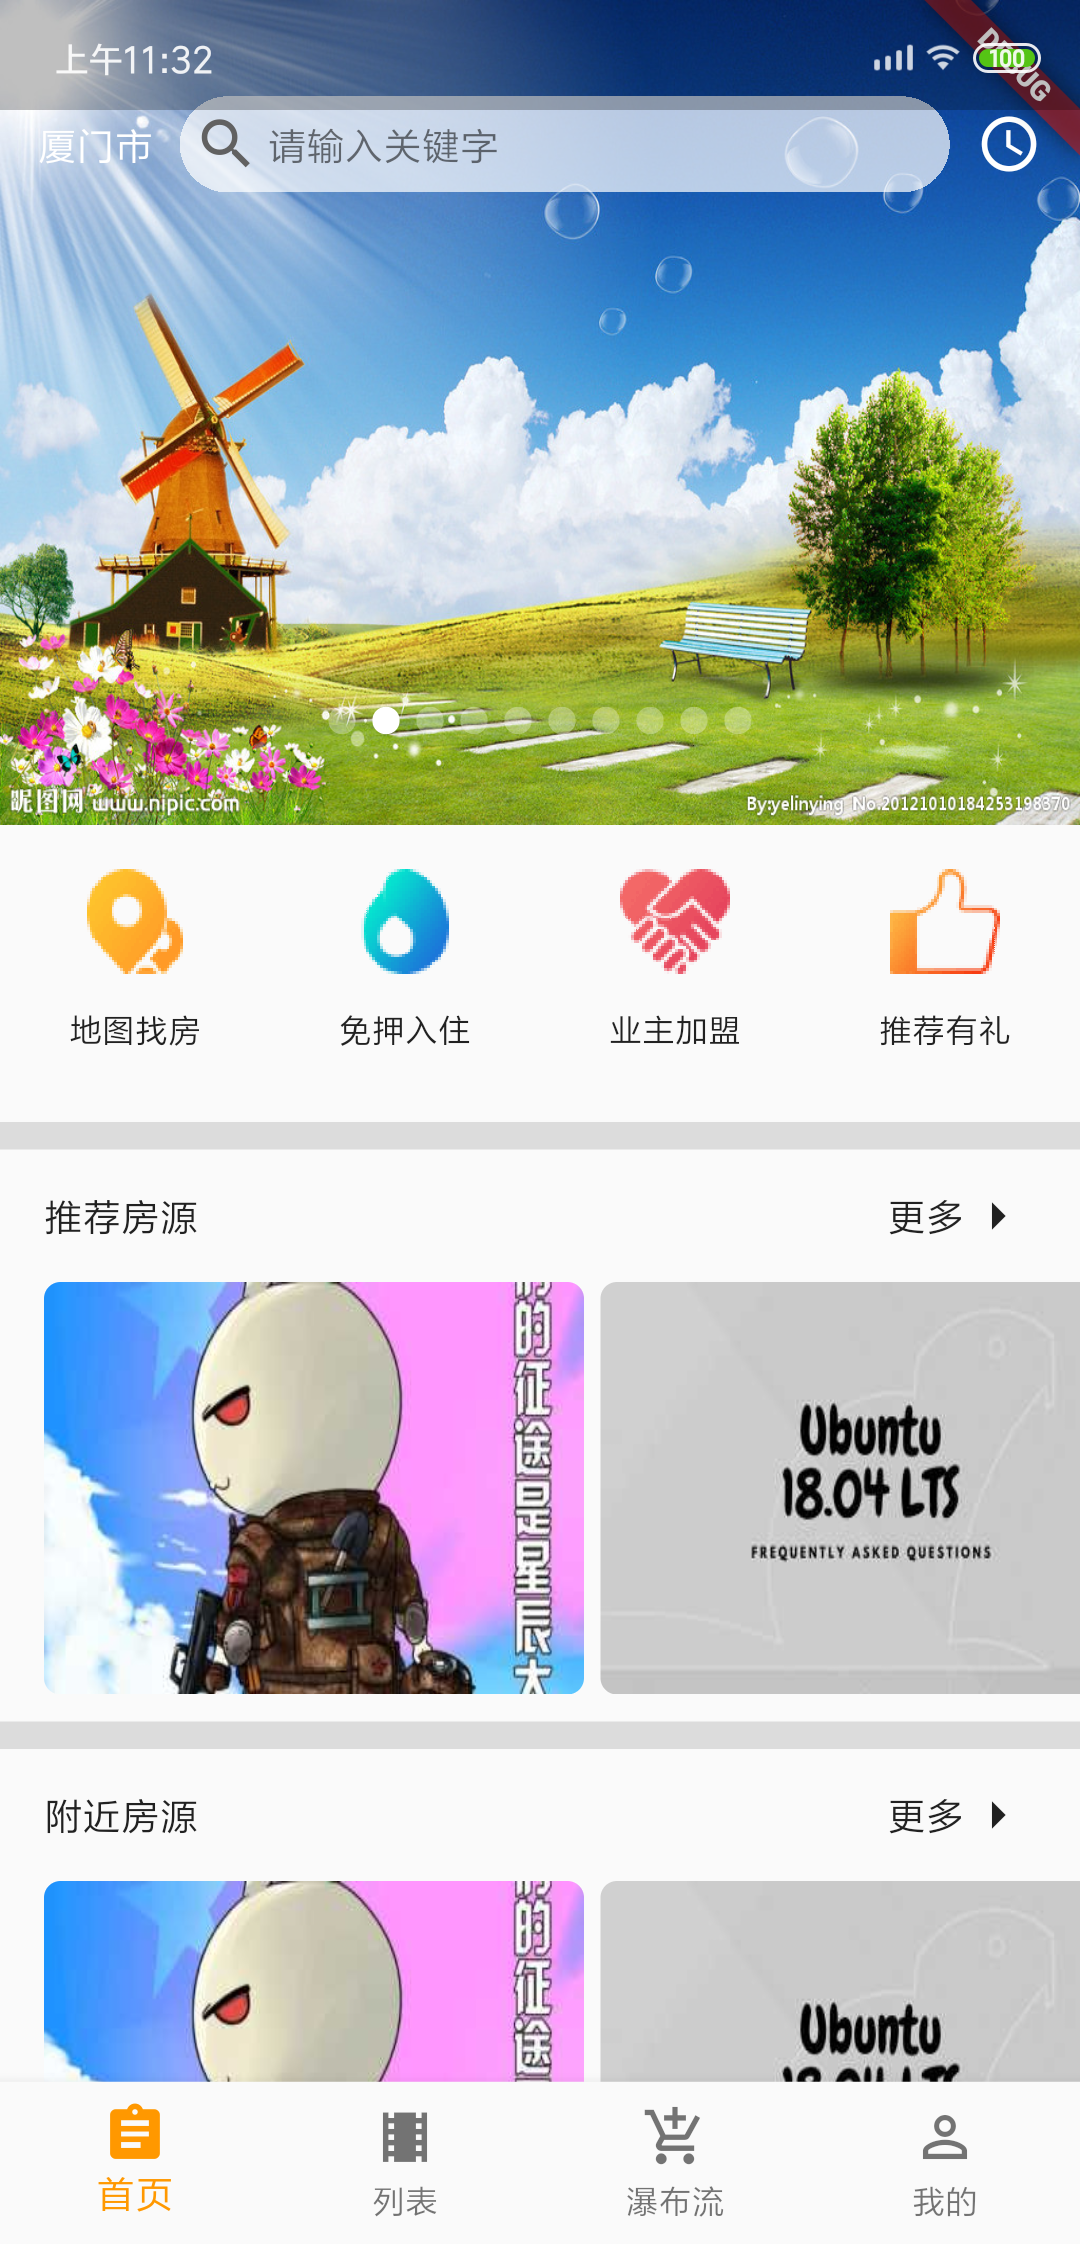 上午11:32
100
DEBUG
厦门市
请输入关键字
昵图网 www.nipic.com
By:yelinying No.20121010184253198370
地图找房
免押入住
业主加盟
推荐有礼
推荐房源
更多
的征途是星辰大
Ubuntu
18.04 LTS
FREQUENTLY ASKED QUESTIONS
附近房源
更多
的征途
Ubuntu
18.04 LTS
首页
列表
瀑布流
我的